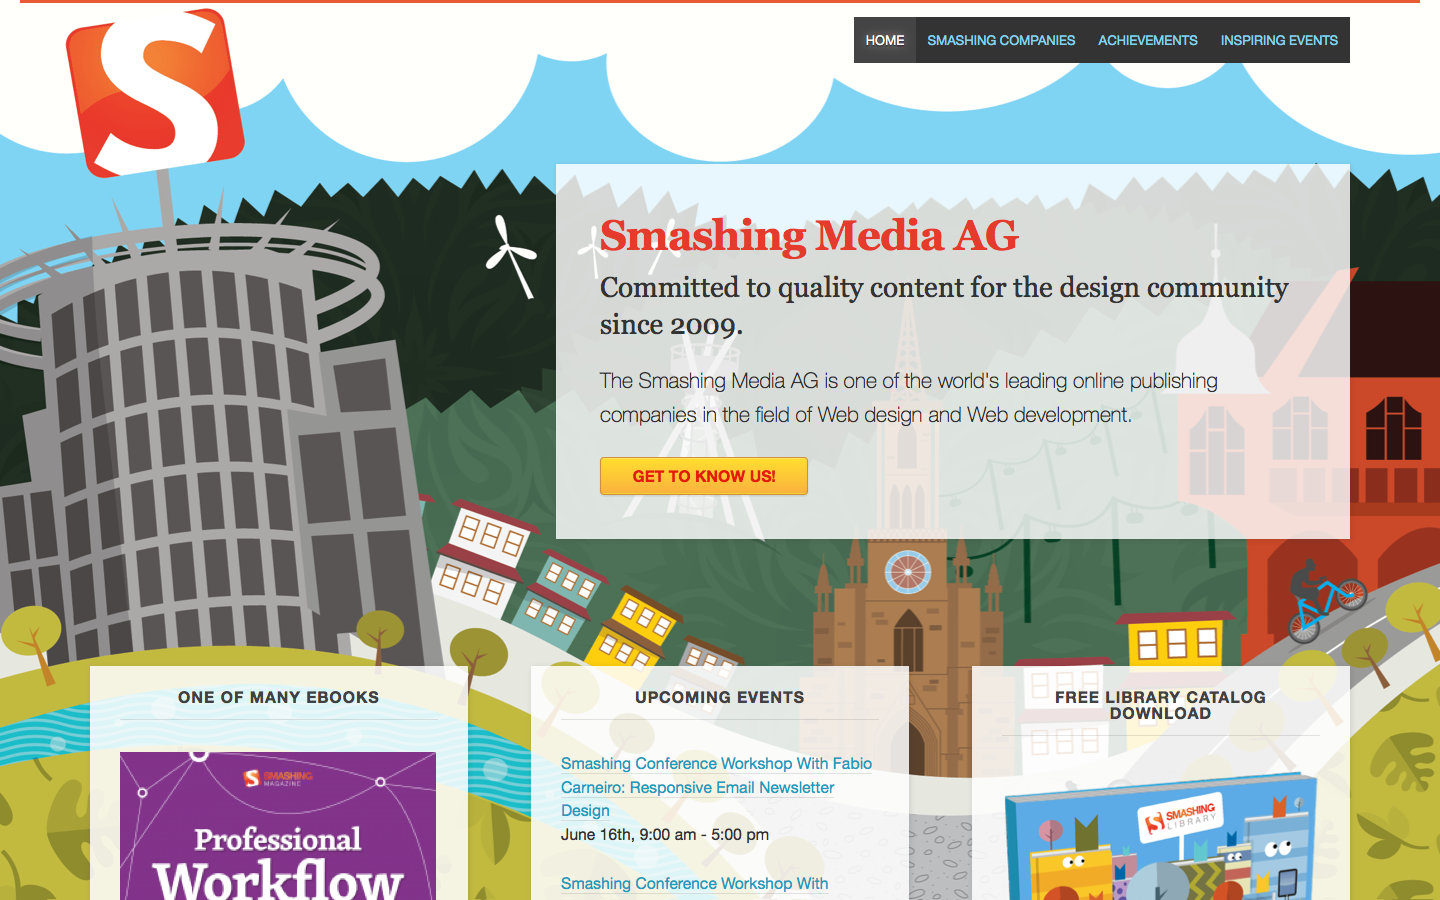 HOME
SMASHING COMPANIES
ACHIEVEMENTS
INSPIRING EVENTS
Smashing Media AG
Committed to quality content for the design community
since 2009.
The Smashing Media AG is one of the world's leading online publishing
companies in the field of Web design and Web development.
GET TO KNOW US!
ONE OF MANY EBOOKS
SMASHING
MAGAZINE
Professional
Workflow
UPCOMING EVENTS
Smashing Conference Workshop With Fabio
Carneiro: Responsive Email Newsletter
Design
June 16th, 9:00 am - 5:00 pm
Smashing Conference Workshop With
FREE LIBRARY CATALOG
DOWNLOAD
SMASHING
LIBRARY